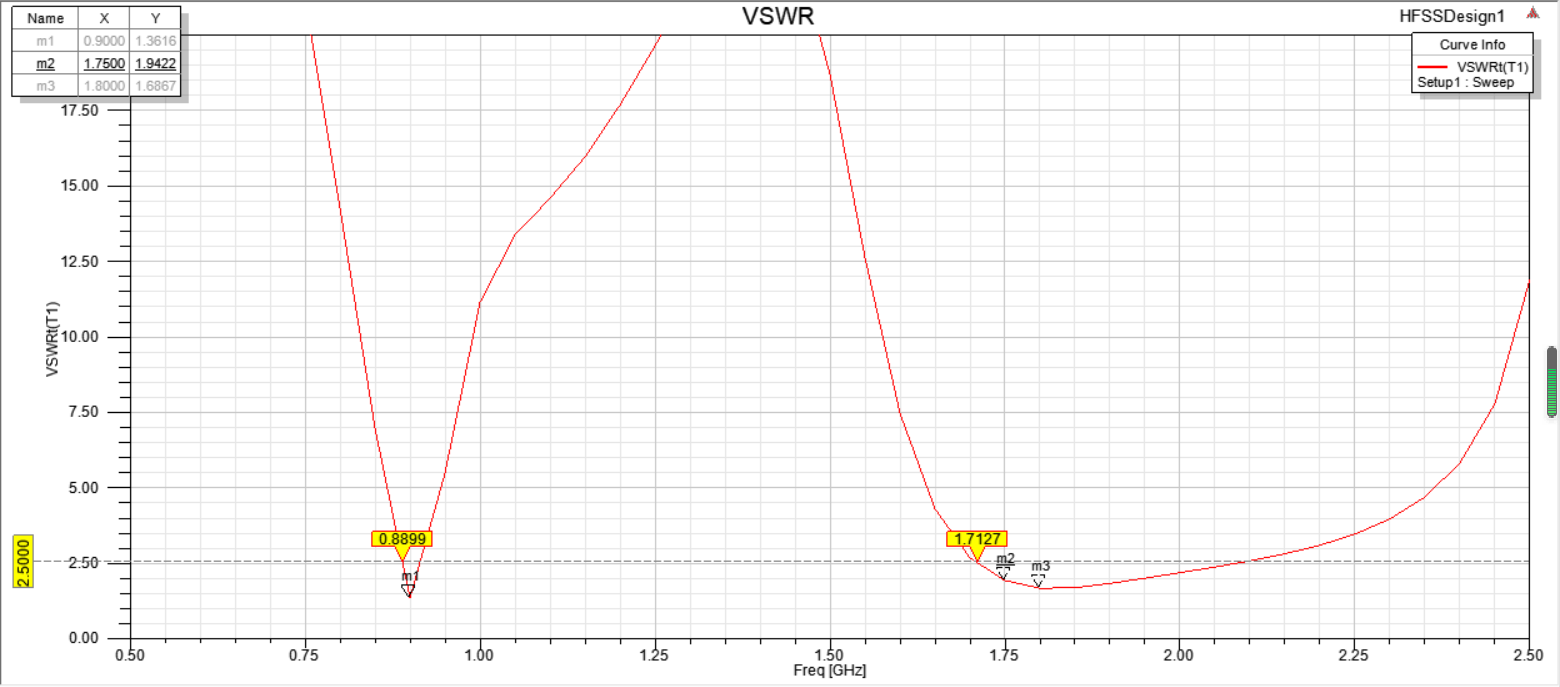 VSWR
HFSSDesign1
Name X Y
m1 0.9000 1.3616
m2 1.7500 1.9422
m3 1.8000 1.6867
Curve Info
VSWRt(T1)
Setup1 : Sweep
17.50
15.00
12.50
10.00
7.50
5.00
2.50
0.00
VSWRt(T1)
2.5000
0.8899
m1
1.7127
m2
m3
0.50 0.75 1.00 1.25 1.50 1.75 2.00 2.25 2.50
Freq [GHz]